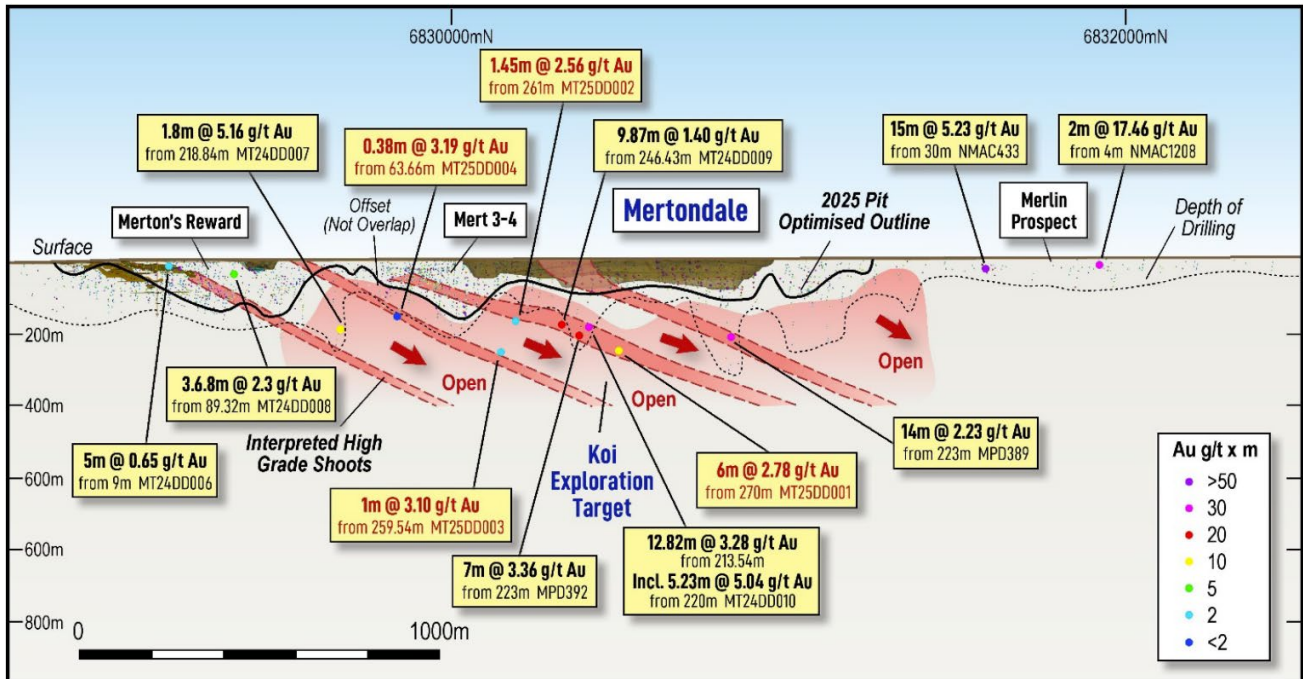 6830000mN
6832000mN
1.45m @ 2.56 g/t Au
from 261m MT25DD002
1.8m @ 5.16 g/t Au
from 218.84m MT24DD007
0.38m @ 3.19 g/t Au
from 63.66m MT25DD004
9.87m @ 1.40 g/t Au
from 246.43m MT24DD009
15m @ 5.23 g/t Au
from 30m NMAC433
2m @ 17.46 g/t Au
from 4m NMAC1208
Surface
Merton's Reward
Offset
(Not Overlap)
Mert 3-4
Mertondale
2025 Pit
Optimised Outline
Merlin
Prospect
Depth of
Drilling
-200m
-400m
-600m
-800m
Open
Open
Open
3.6.8m @ 2.3 g/t Au
from 89.32m MT24DD008
5m @ 0.65 g/t Au
from 9m MT24DD006
Interpreted High
Grade Shoots
1m @ 3.10 g/t Au
from 259.54m MT25DD003
7m @ 3.36 g/t Au
from 223m MPD392
Koi
Exploration
Target
6m @ 2.78 g/t Au
from 270m MT25DD001
12.82m @ 3.28 g/t Au
from 213.54m
Incl. 5.23m @ 5.04 g/t Au
from 220m MT24DD010
14m @ 2.23 g/t Au
from 223m MPD389
Au g/t x m
>50
30
20
10
5
2
<2
0
1000m